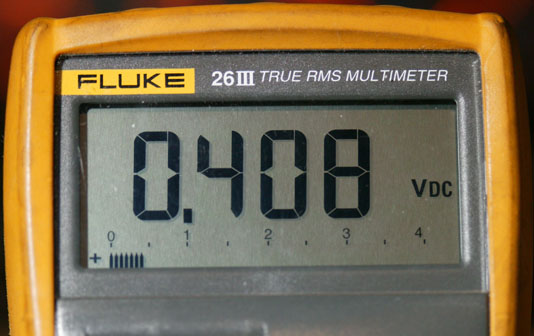 FLUKE 26III TRUE RMS MULTIMETER
0.408 VDC
0 1 2 3 4
+